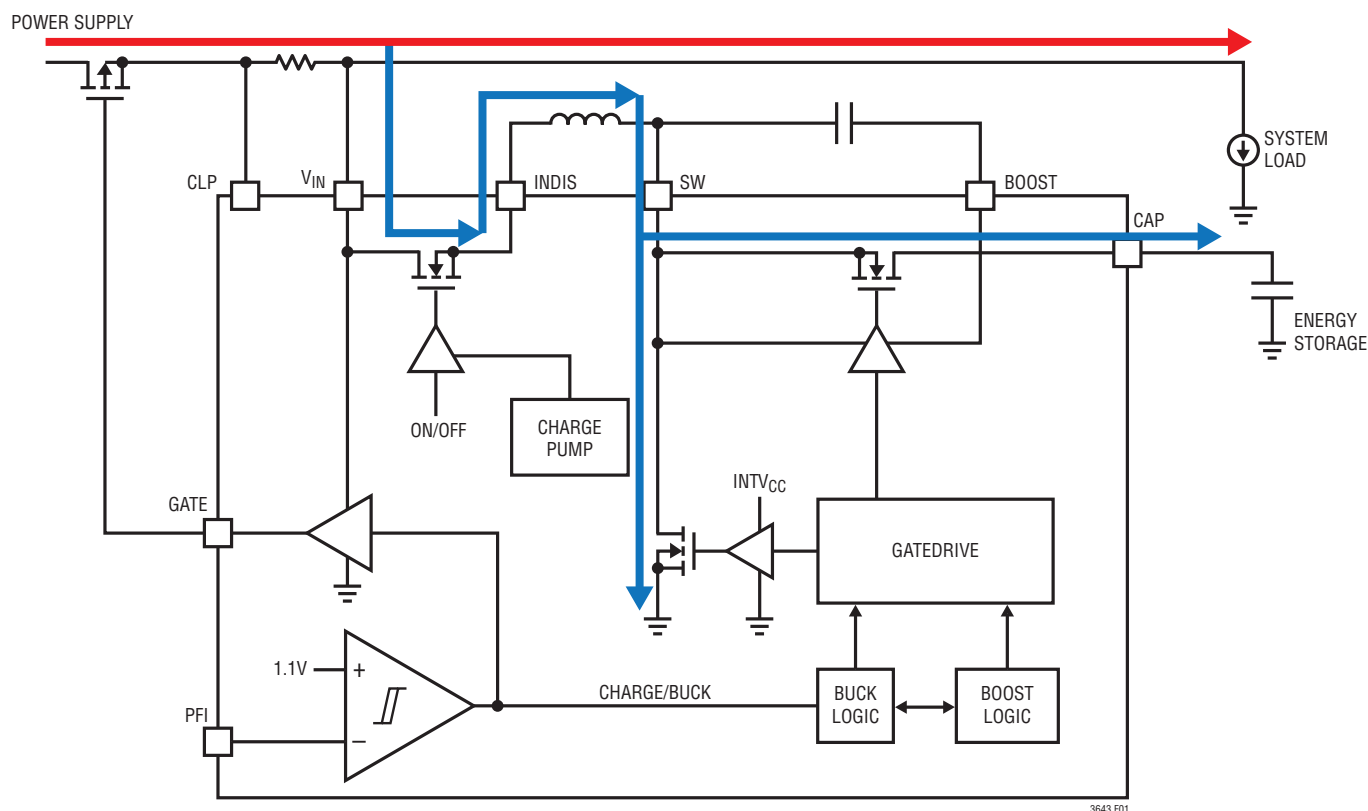 POWER SUPPLY
SYSTEM
LOAD
CLP
VIN
INDIS
SW
BOOST
CAP
ENERGY
STORAGE
ON/OFF
CHARGE
PUMP
INTVCC
GATE
GATEDRIVE
1.1V
+
−
CHARGE/BUCK
BUCK
LOGIC
BOOST
LOGIC
PFI
3643 F01